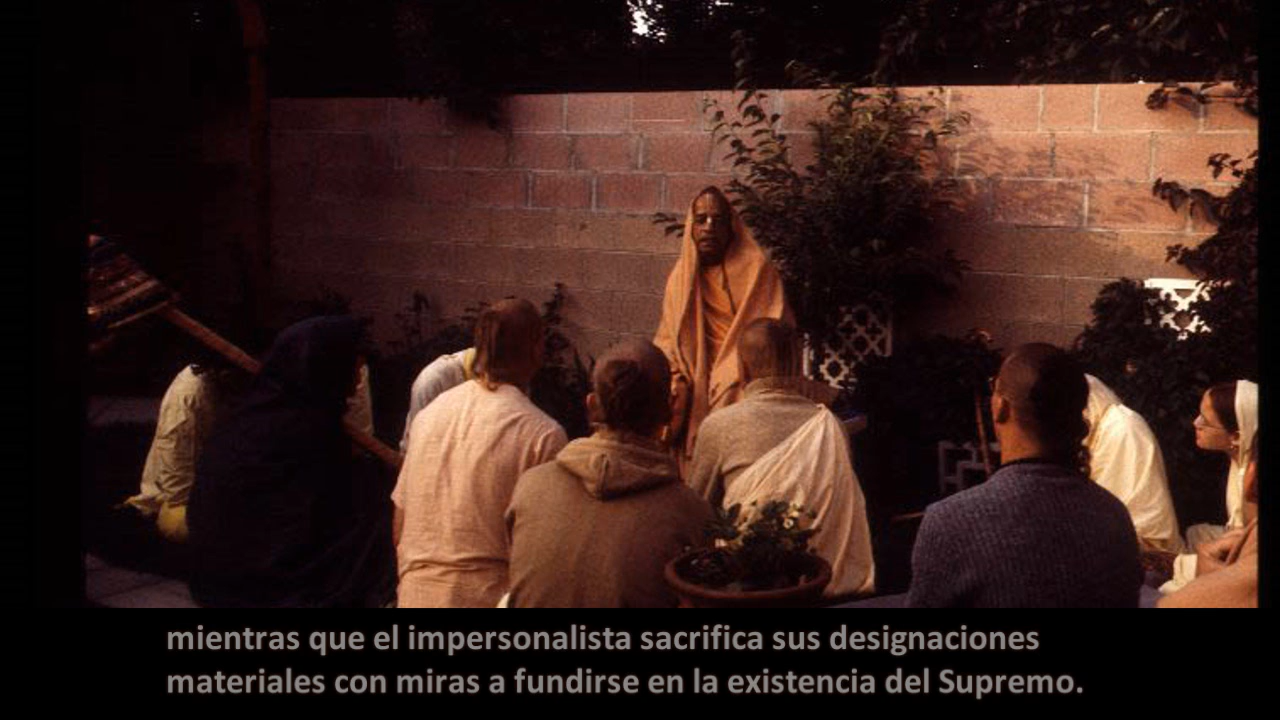 mientras que el impersonalista sacrifica sus designaciones
materiales con miras a fundirse en la existencia del Supremo.